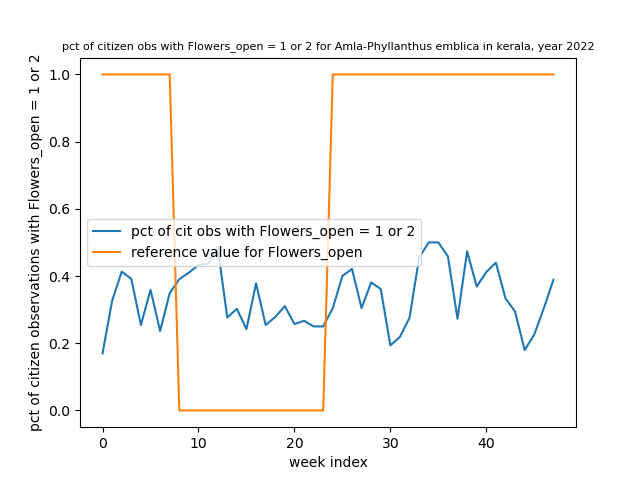 pct of citizen obs with Flowers_open = 1 or 2 for Amla-Phyllanthus emblica in kerala, year 2022
pct of citizen observations with Flowers_open = 1 or 2
1.0
0.8
0.6
0.4
0.2
0.0
pct of cit obs with Flowers_open = 1 or 2
reference value for Flowers_open
0 10 20 30 40
week index